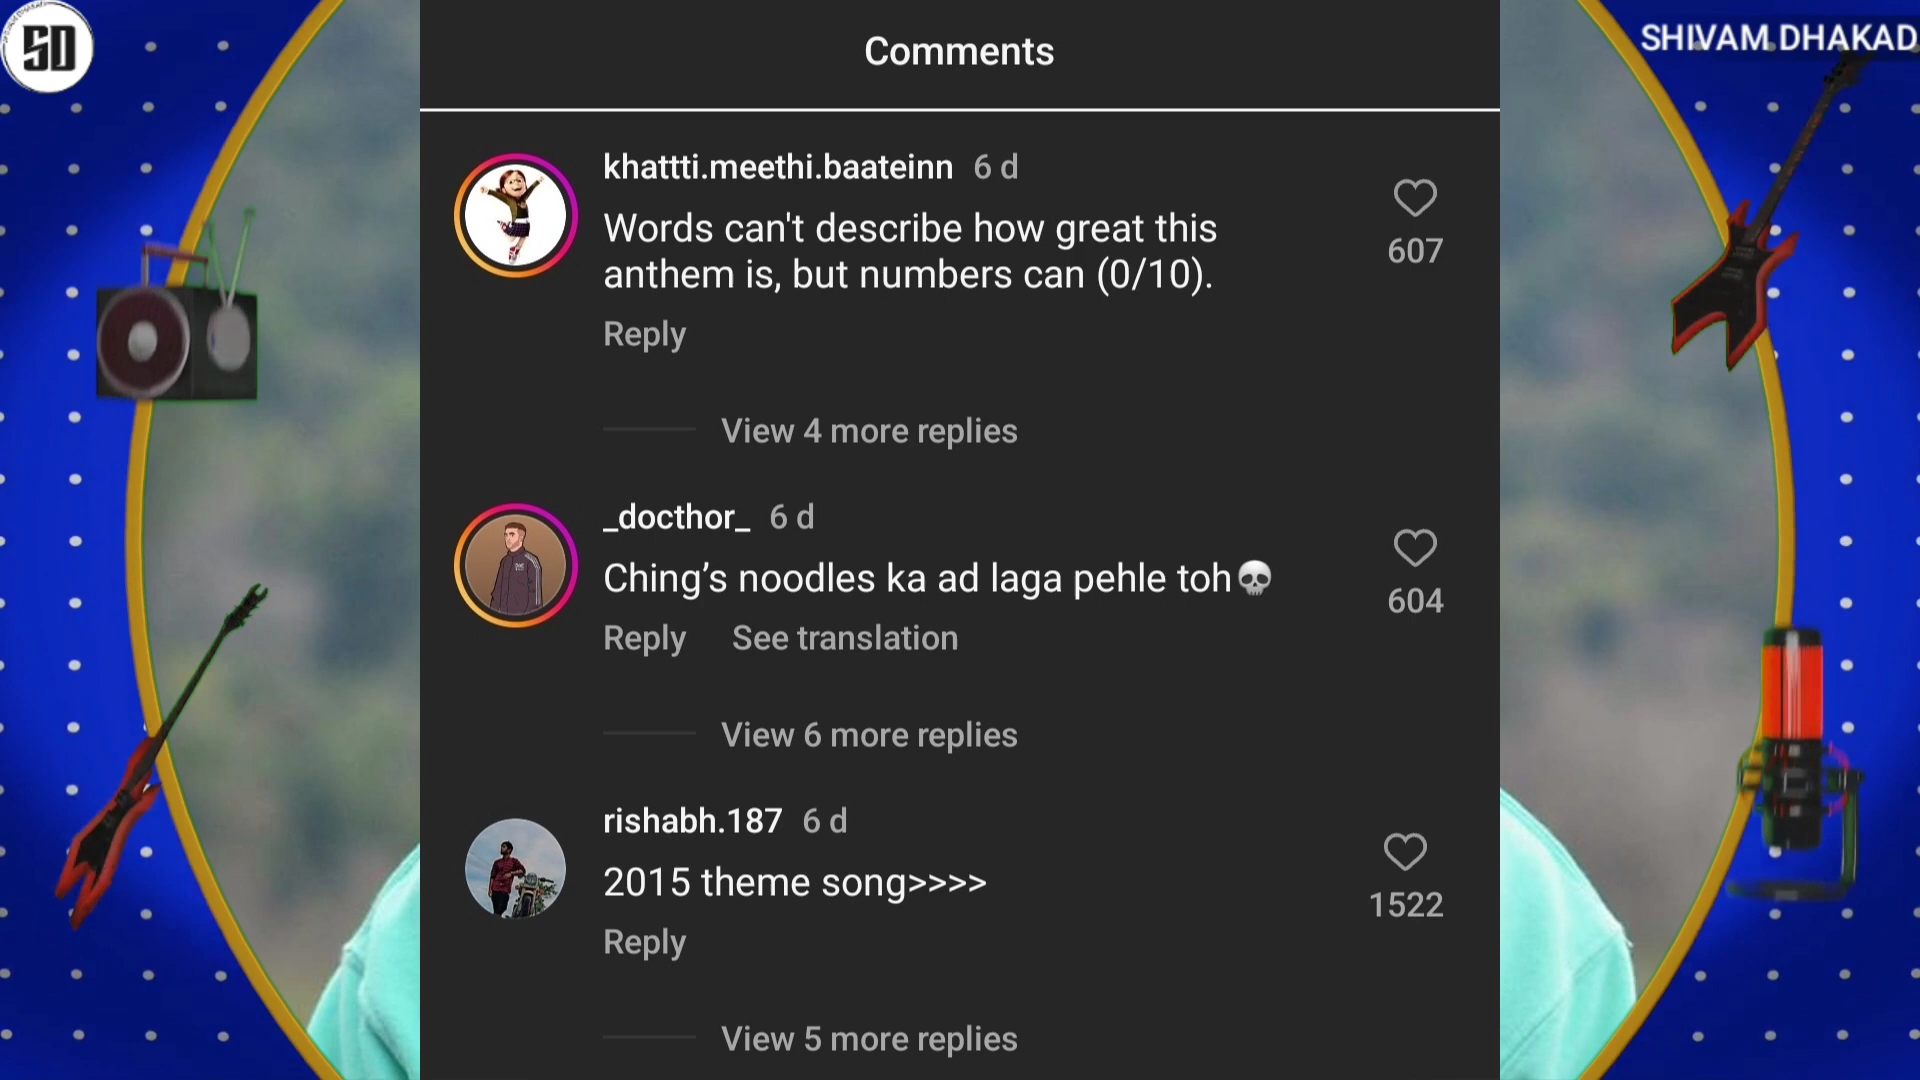 SD
SHIVAM DHAKAD
Comments
khattti.meethi.baateinn 6 d
Words can't describe how great this
anthem is, but numbers can (0/10).
607
Reply
View 4 more replies
_docthor_ 6 d
Ching’s noodles ka ad laga pehle toh💀
604
Reply See translation
View 6 more replies
rishabh.187 6 d
2015 theme song>>>>
1522
Reply
View 5 more replies